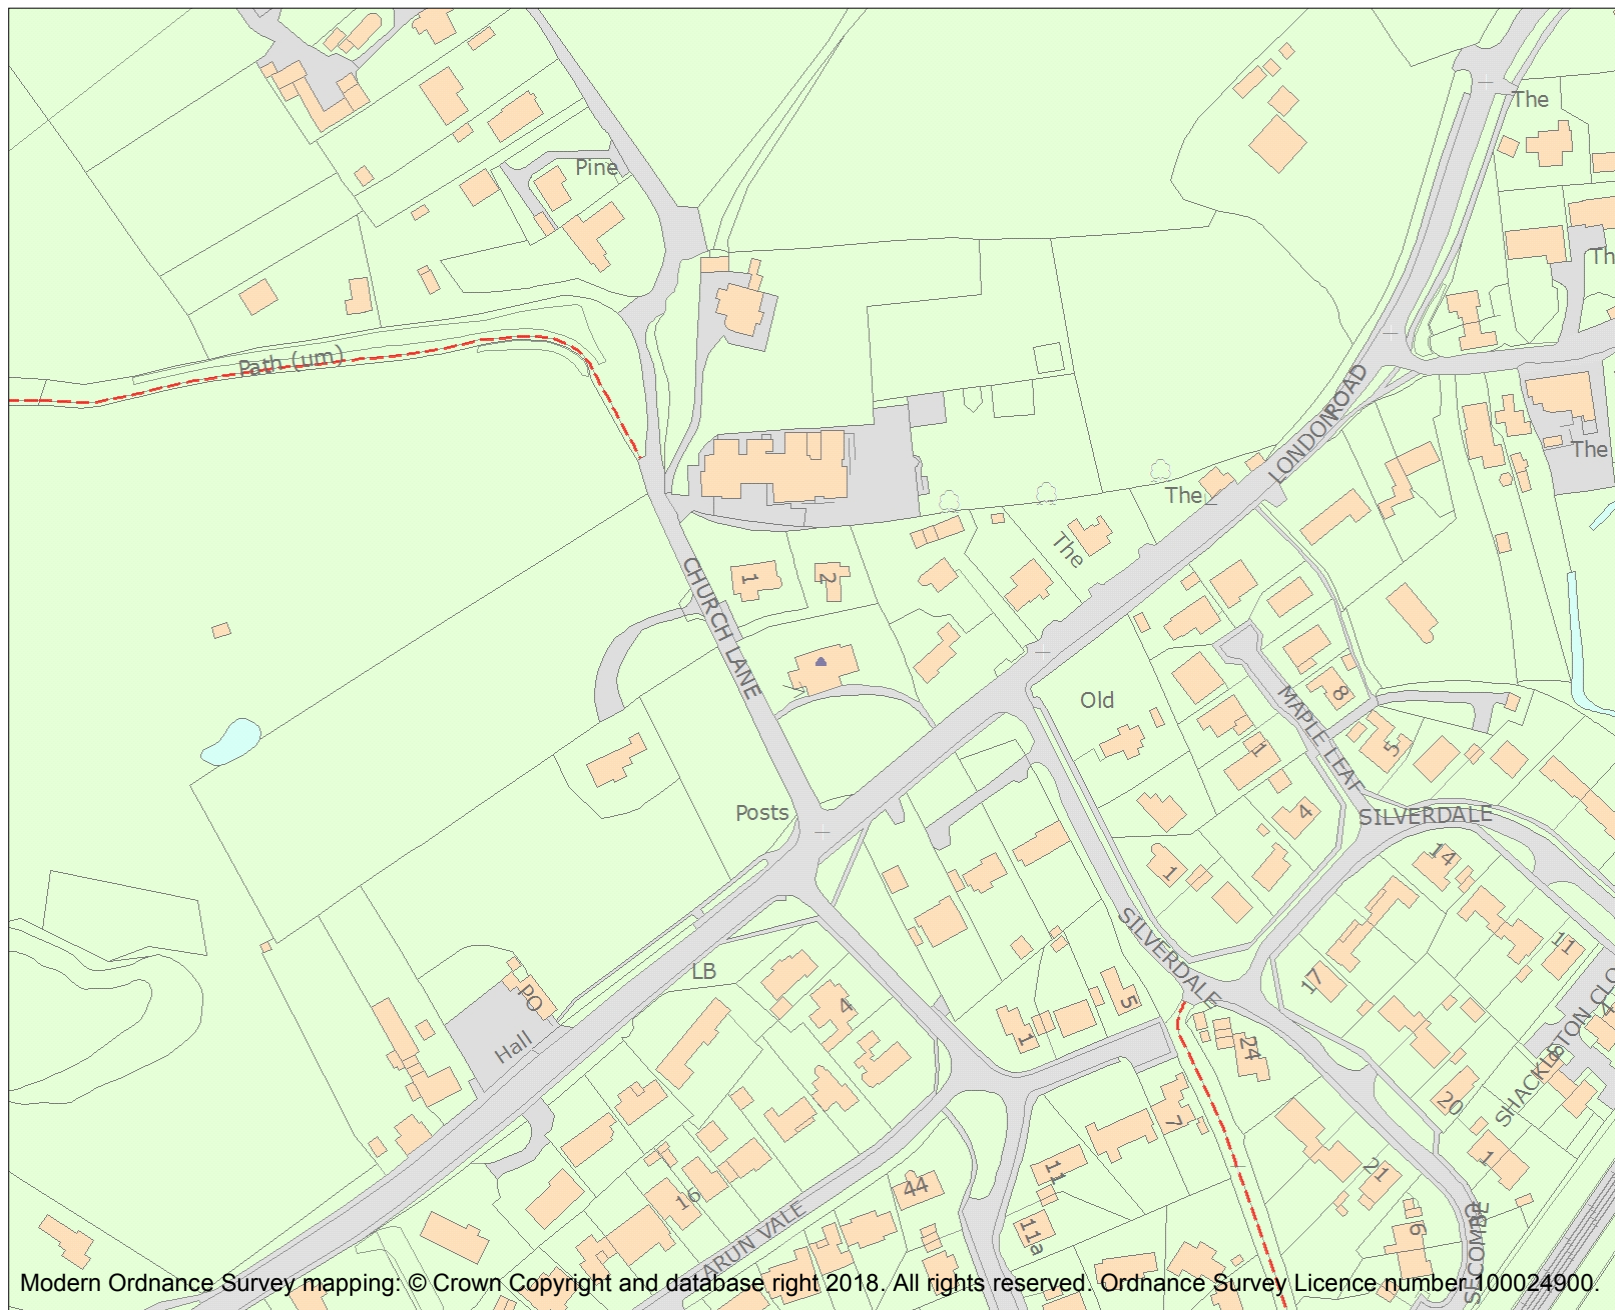 The
Pine
Th
Path (um)
LONDON ROAD
The
The
The
1
2
CHURCH LANE
8
Old
MAPLE LEAF
5
1
Posts
4
SILVERDALE
14
1
SILVERDALE
11
LB
17
PO
4
5
Hall
1
24
SHACKLETON CLO
4
20
7
1
11
21
16
44
11a
6
ARUN VALE
Modern Ordnance Survey mapping: © Crown Copyright and database right 2018. All rights reserved. Ordnance Survey Licence number 100024900.